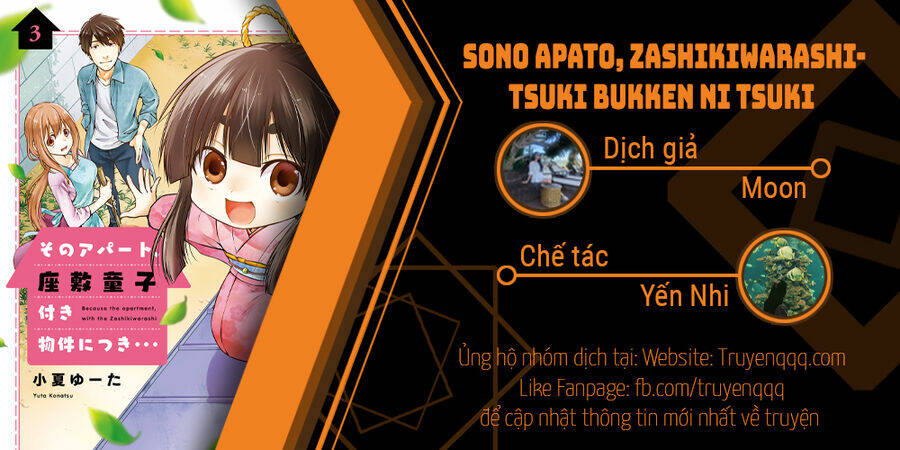 3
そのアパート、
座敷童子
付き
Because the apartment,
with the Zashikiwarashi
物件につき・・・
小夏ゆーた
Yuta Konatsu
SONO APATO, ZASHIKIWARASHI-
TSUKI BUKKEN NI TSUKI
Dịch giả
Moon
Chế tác
Yến Nhi
Ủng hộ nhóm dịch tại: Website: Truyenqqq.com
Like Fanpage: fb.com/truyenqqq
để cập nhật thông tin mới nhất về truyện